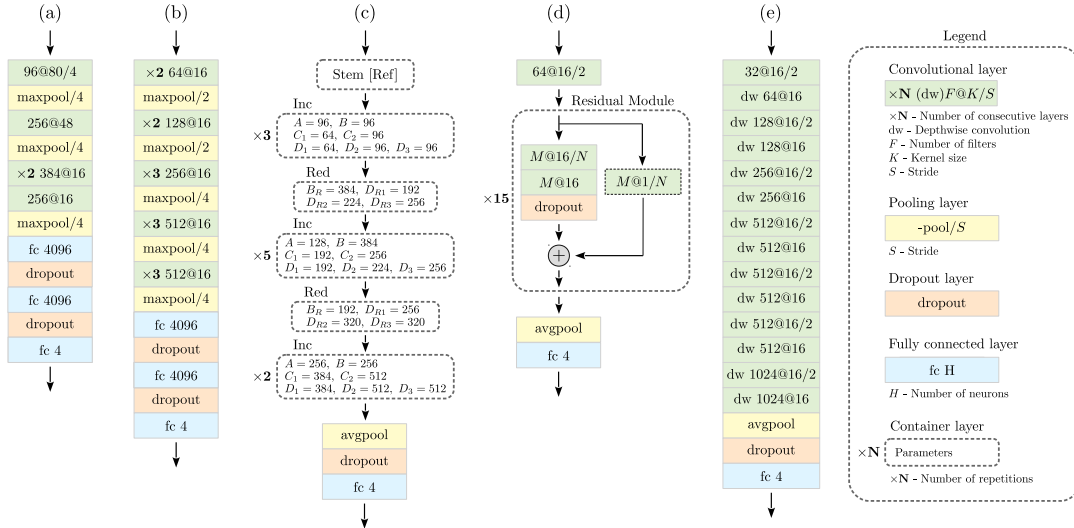 (a)
96@80/4
maxpool/4
256@48
maxpool/4
×2 384@16
256@16
maxpool/4
fc 4096
dropout
fc 4096
dropout
fc 4
(b)
×2 64@16
maxpool/2
×2 128@16
maxpool/2
×3 256@16
maxpool/4
×3 512@16
maxpool/4
×3 512@16
maxpool/4
fc 4096
dropout
fc 4096
dropout
fc 4
(c)
Stem [Ref]
Inc
×3
A = 96, B = 96
C₁ = 64, C₂ = 96
D₁ = 64, D₂ = 96, D₃ = 96
Red
B_R = 384, D_R1 = 192
D_R2 = 224, D_R3 = 256
Inc
×5
A = 128, B = 384
C₁ = 192, C₂ = 256
D₁ = 192, D₂ = 224, D₃ = 256
Red
B_R = 192, D_R1 = 256
D_R2 = 320, D_R3 = 320
Inc
×2
A = 256, B = 256
C₁ = 384, C₂ = 512
D₁ = 384, D₂ = 512, D₃ = 512
avgpool
dropout
fc 4
(d)
64@16/2
Residual Module
×15
M@16/N
M@16
dropout
M@1/N
+
avgpool
fc 4
(e)
32@16/2
dw 64@16
dw 128@16/2
dw 128@16
dw 256@16/2
dw 256@16
dw 512@16/2
dw 512@16
dw 512@16/2
dw 512@16
dw 512@16/2
dw 512@16
dw 1024@16/2
dw 1024@16
avgpool
dropout
fc 4
Legend
Convolutional layer
×N (dw)F@K/S
×N - Number of consecutive layers
dw - Depthwise convolution
F - Number of filters
K - Kernel size
S - Stride
Pooling layer
-pool/S
S - Stride
Dropout layer
dropout
Fully connected layer
fc H
H - Number of neurons
Container layer
×N
Parameters
×N - Number of repetitions